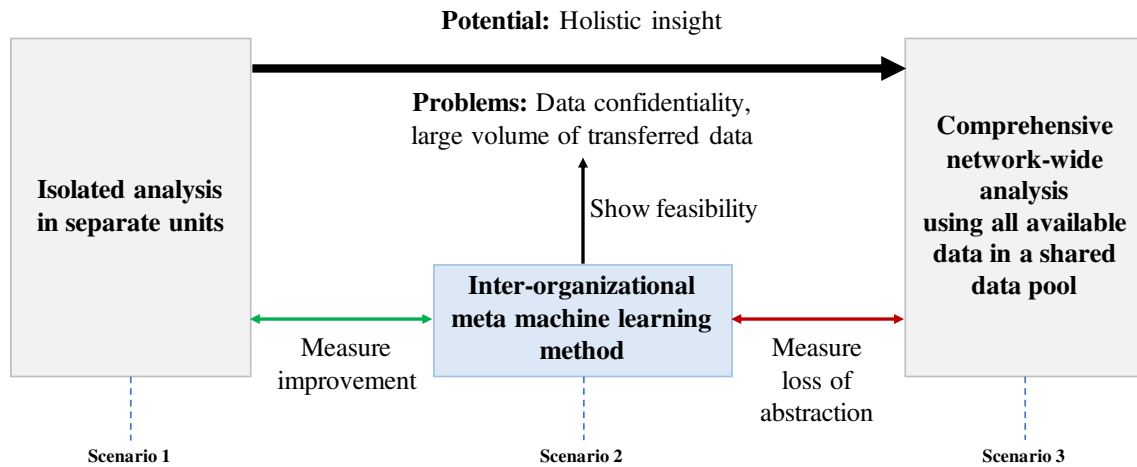 Potential: Holistic insight
Problems: Data confidentiality,
large volume of transferred data
Isolated analysis
in separate units
Show feasibility
Comprehensive
network-wide
analysis
using all available
data in a shared
data pool
Inter-organizational
meta machine learning
method
Measure
improvement
Measure
loss of
abstraction
Scenario 1
Scenario 2
Scenario 3